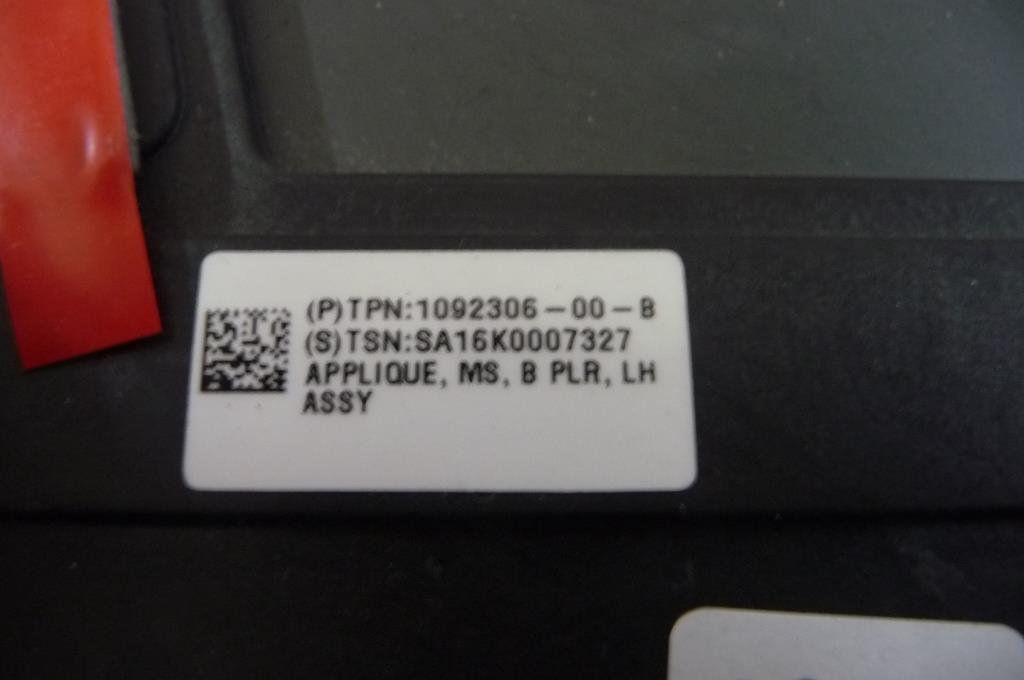 (P)TPN:1092306-00-B
(S)TSN:SA16K0007327
APPLIQUE, MS, B PLR, LH
ASSY